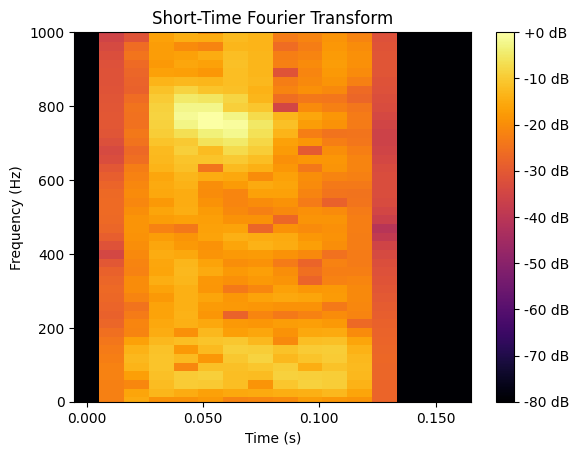 Short-Time Fourier Transform
1000
800
600
400
200
0
Frequency (Hz)
0.000
0.050
0.100
0.150
Time (s)
+0 dB
-10 dB
-20 dB
-30 dB
-40 dB
-50 dB
-60 dB
-70 dB
-80 dB